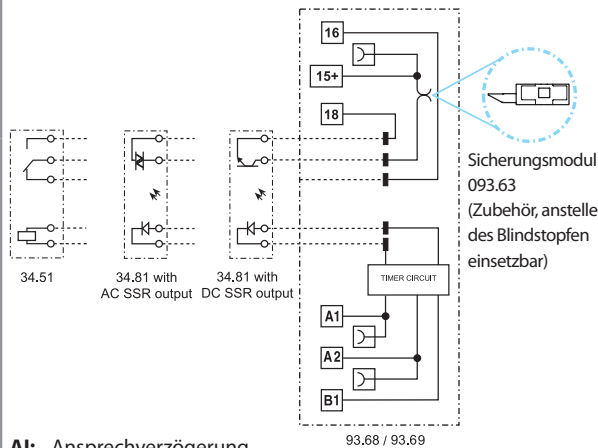 16
15+
18
Sicherungsmodul
093.63
(Zubehör, anstelle
des Blindstopfen
einsetzbar)
34.51
34.81 with
AC SSR output
34.81 with
DC SSR output
TIMER CIRCUIT
A1
A2
B1
93.68 / 93.69
AI: Ansprechverzögerung